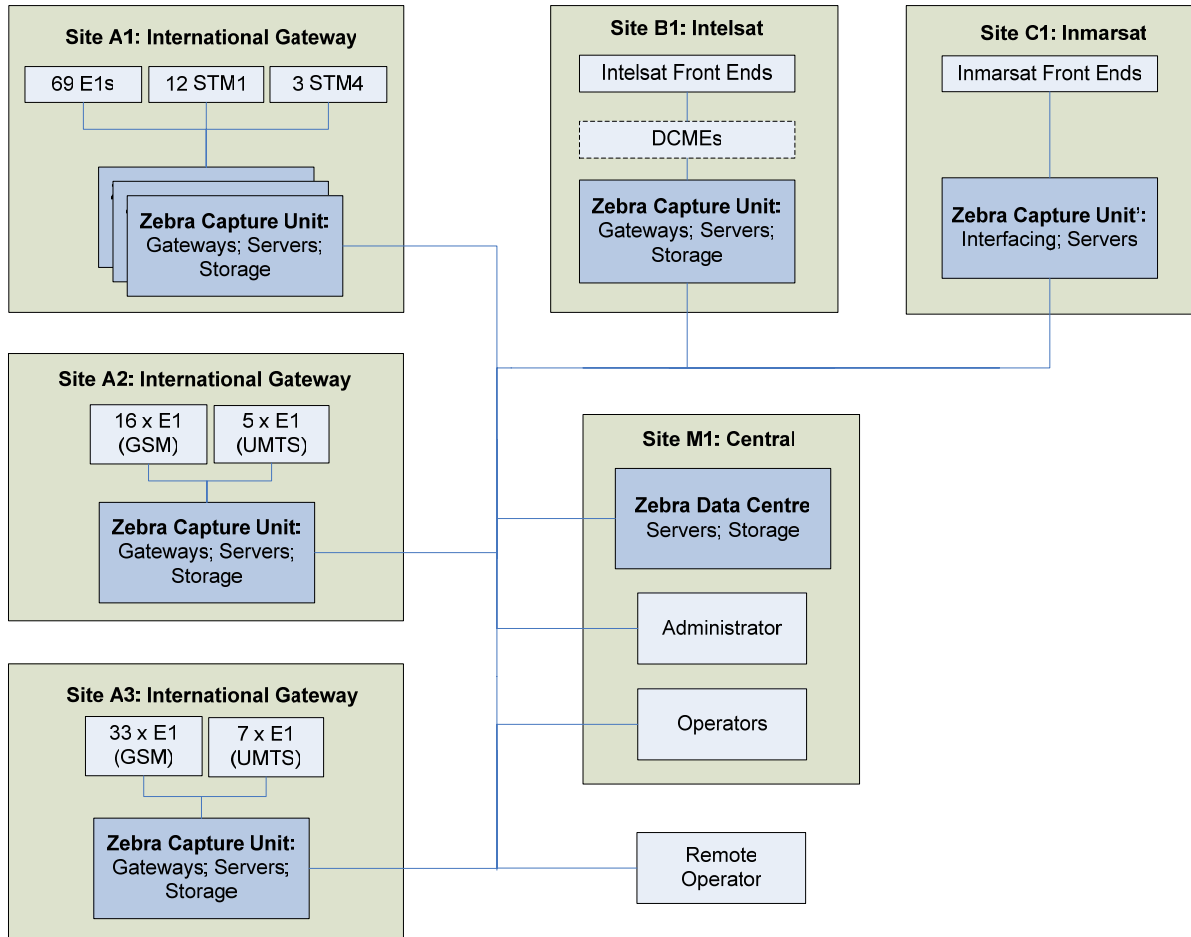 Site A1: International Gateway
69 E1s
12 STM1
3 STM4
Zebra Capture Unit:
Gateways; Servers;
Storage
Site B1: Intelsat
Intelsat Front Ends
DCMEs
Zebra Capture Unit:
Gateways; Servers;
Storage
Site C1: Inmarsat
Inmarsat Front Ends
Zebra Capture Unit':
Interfacing; Servers
Site A2: International Gateway
16 x E1
(GSM)
5 x E1
(UMTS)
Zebra Capture Unit:
Gateways; Servers;
Storage
Site M1: Central
Zebra Data Centre
Servers; Storage
Administrator
Operators
Site A3: International Gateway
33 x E1
(GSM)
7 x E1
(UMTS)
Zebra Capture Unit:
Gateways; Servers;
Storage
Remote
Operator